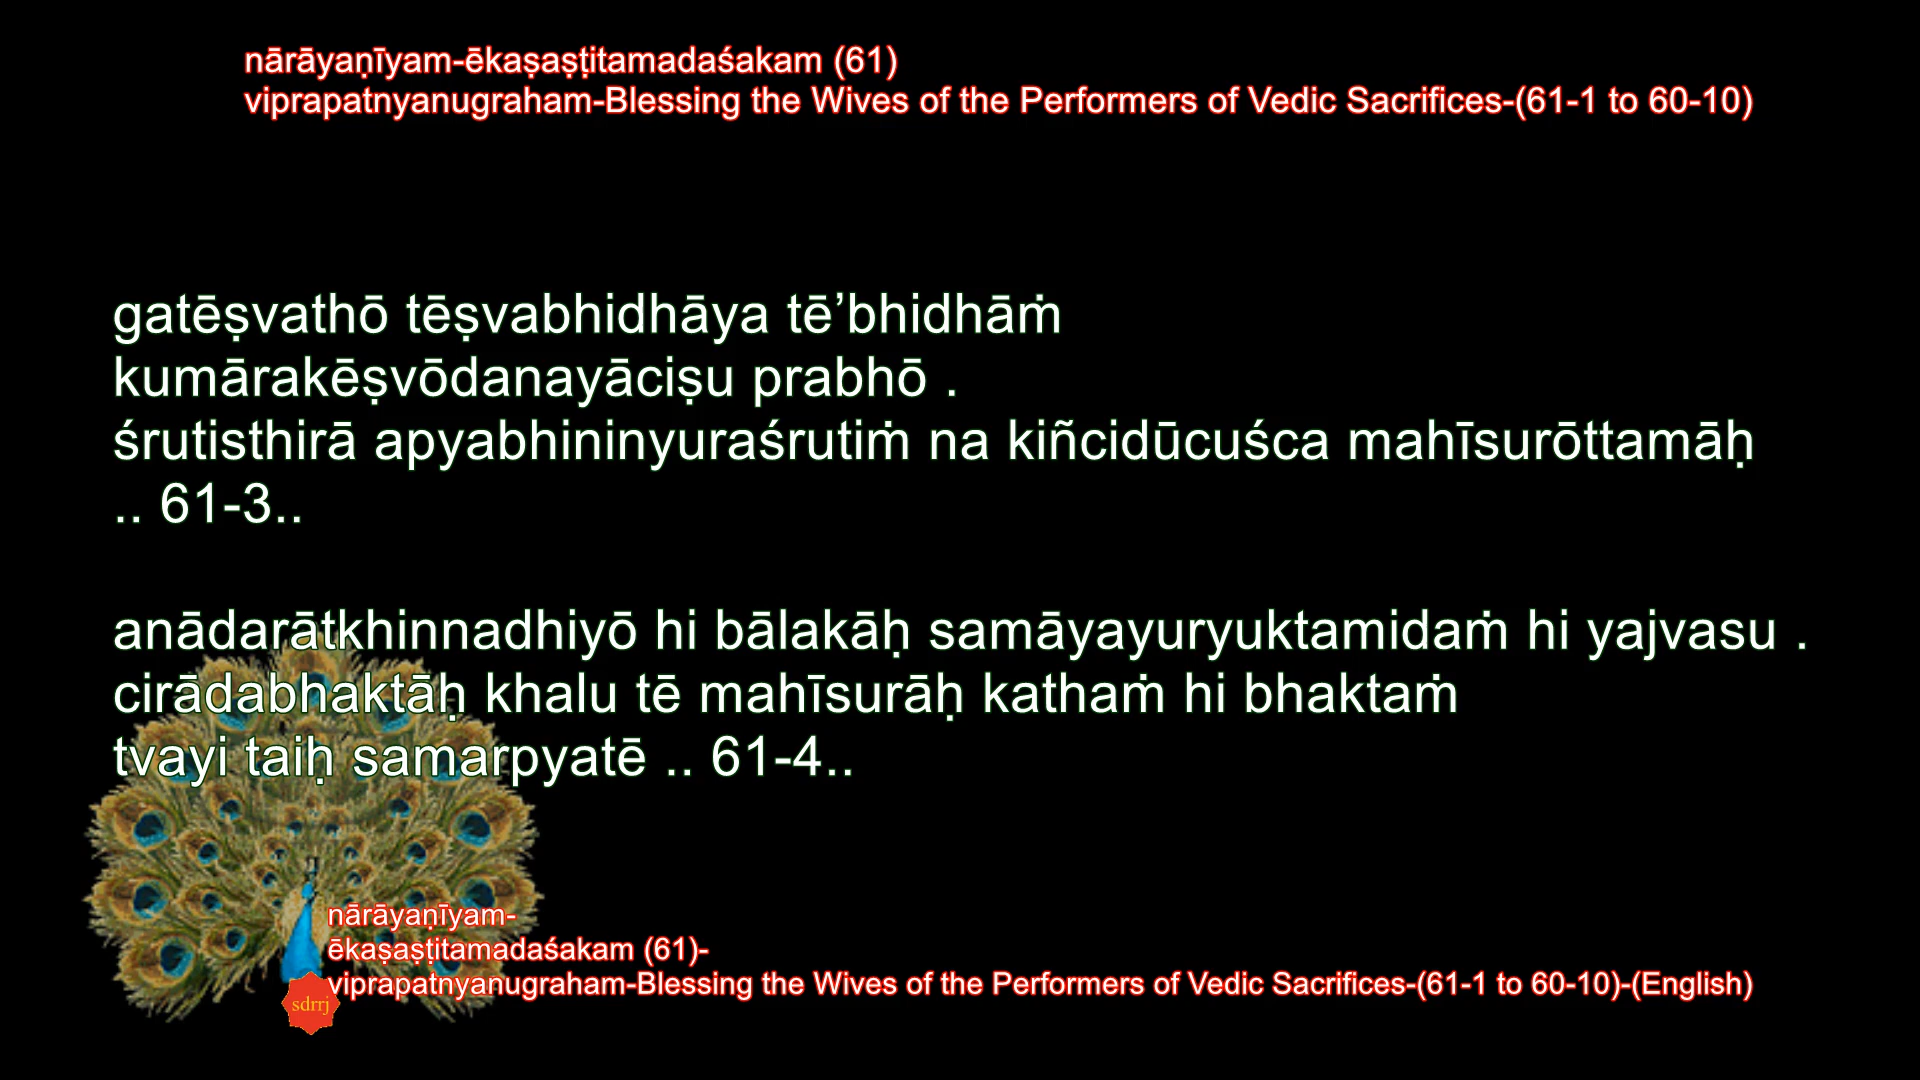 nārāyaṇīyam-ēkaṣaṣṭitamadaśakam (61)
viprapatnyanugraham-Blessing the Wives of the Performers of Vedic Sacrifices-(61-1 to 60-10)
gatēṣvathō tēṣvabhidhāya tē’bhidhāṁ
kumārakēṣvōdanayāciṣu prabhō .
śrutisthirā apyabhininyuraśrutiṁ na kiñcidūcuśca mahīsurōttamāḥ
.. 61-3..
anādarātkhinnadhiyō hi bālakāḥ samāyayuryuktamidaṁ hi yajvasu .
cirādabhaktāḥ khalu tē mahīsurāḥ kathaṁ hi bhaktaṁ
tvayi taiḥ samarpyatē .. 61-4..
nārāyaṇīyam-
ēkaṣaṣṭitamadaśakam (61)-
viprapatnyanugraham-Blessing the Wives of the Performers of Vedic Sacrifices-(61-1 to 60-10)-(English)
sdrrj